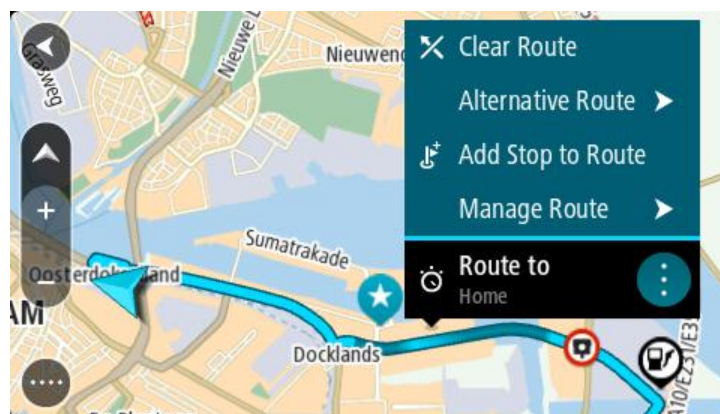 Grasweg
Nieuwe L
Nieuwend
Clear Route
Alternative Route
Add Stop to Route
Manage Route
Route to
Home
Sumatrakade
AM
Docklands
A10/E231/E3